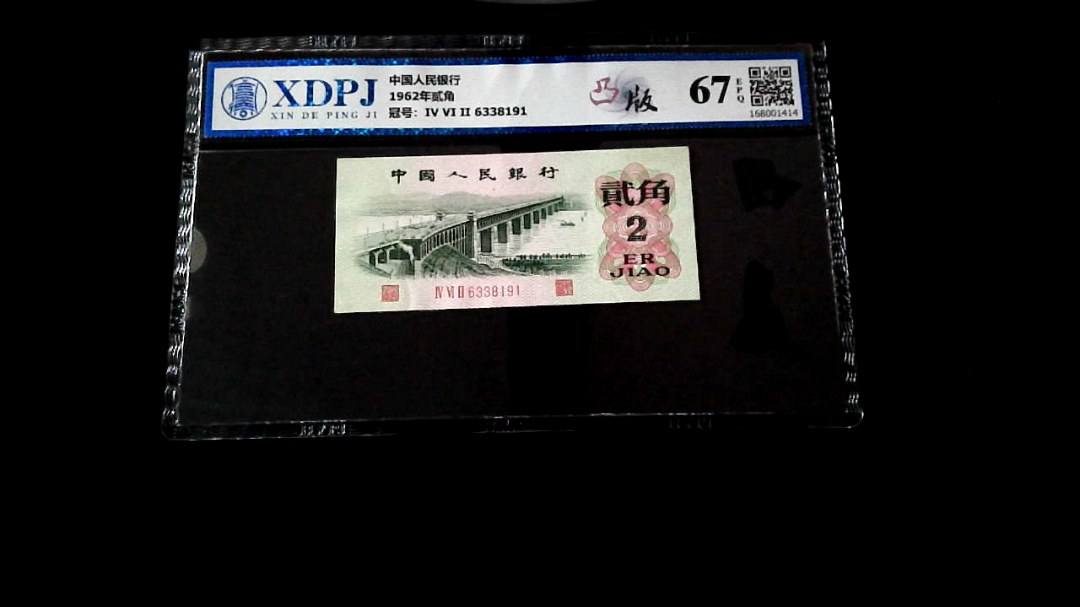 XDPJ
XIN DE PING JI
中国人民银行
1962年贰角
冠号：IV VI II 6338191
凸版
67
EPQ
168001414
中國人民銀行
貳角
2
ER
JIAO
IV VI II 6338191